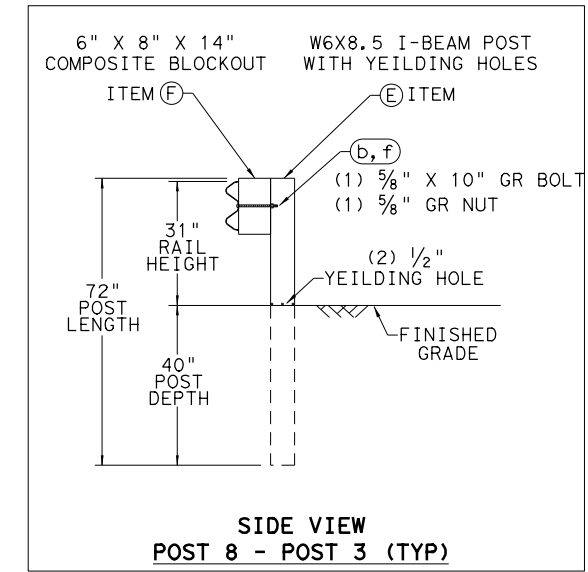 6" X 8" X 14"
COMPOSITE BLOCKOUT
ITEM F
W6X8.5 I-BEAM POST
WITH YEILDING HOLES
E ITEM
b, f
(1) 5/8" X 10" GR BOLT
(1) 5/8" GR NUT
31"
RAIL
HEIGHT
(2) 1/2"
YEILDING HOLE
72"
POST
LENGTH
FINISHED
GRADE
40"
POST
DEPTH
SIDE VIEW
POST 8 - POST 3 (TYP)